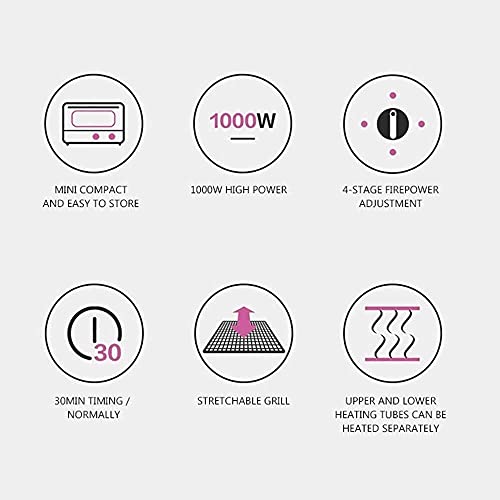 1000W
MINI COMPACT
AND EASY TO STORE
1000W HIGH POWER
4-STAGE FIREPOWER
ADJUSTMENT
30
30MIN TIMING /
NORMALLY
STRETCHABLE GRILL
UPPER AND LOWER
HEATING TUBES CAN BE
HEATED SEPARATELY